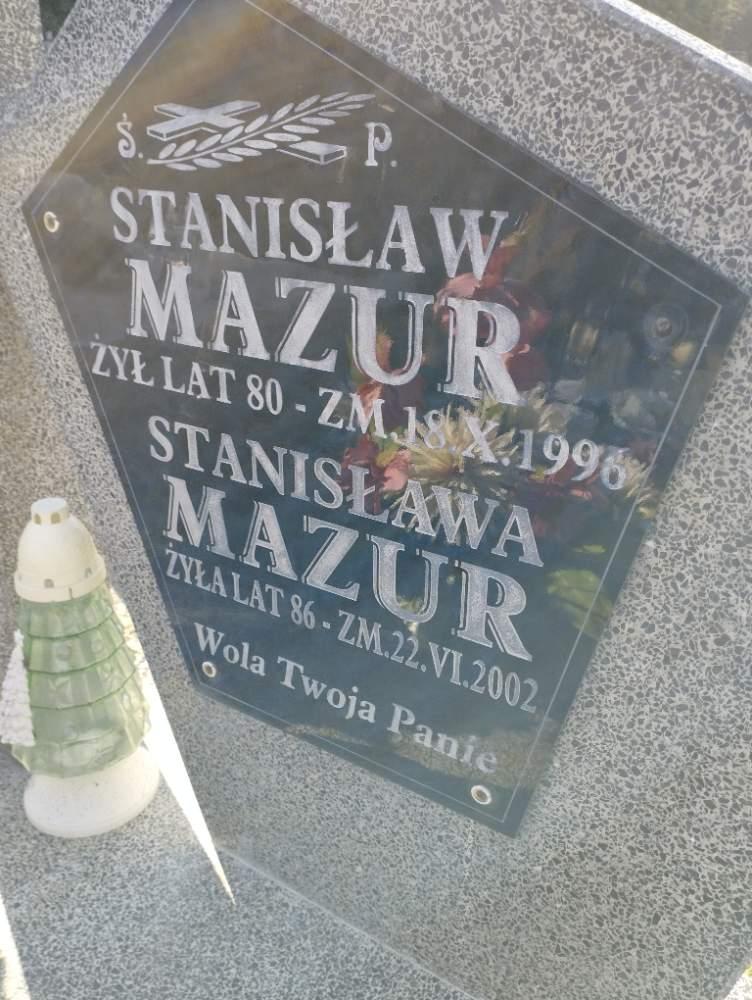 Ś. P.
STANISŁAW
MAZUR
ŻYŁ LAT 80 - ZM.18.X.1996
STANISŁAWA
MAZUR
ŻYŁA LAT 86 - ZM.22.VI.2002
Wola Twoja Panie